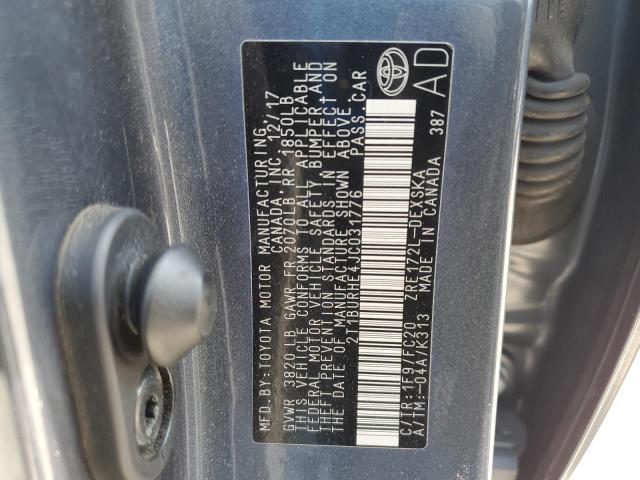 MFD.BY:TOYOTA MOTOR MANUFACTURING,
CANADA, INC. 12/17
GVWR 3820LB GAWR FR 2070LB RR 1850LB
THIS VEHICLE CONFORMS TO ALL APPLICABLE
FEDERAL MOTOR VEHICLE SAFETY, BUMPER,AND
THEFT PREVENTION STANDARDS IN EFFECT ON
THE DATE OF MANUFACTURE SHOWN ABOVE.
2T1BURHE4JC031776 PASS.CAR
C/TR:1F9/FC20 ZRE172L-DEXSKA
A/TM:-04A/K313 MADE IN CANADA 387
AD